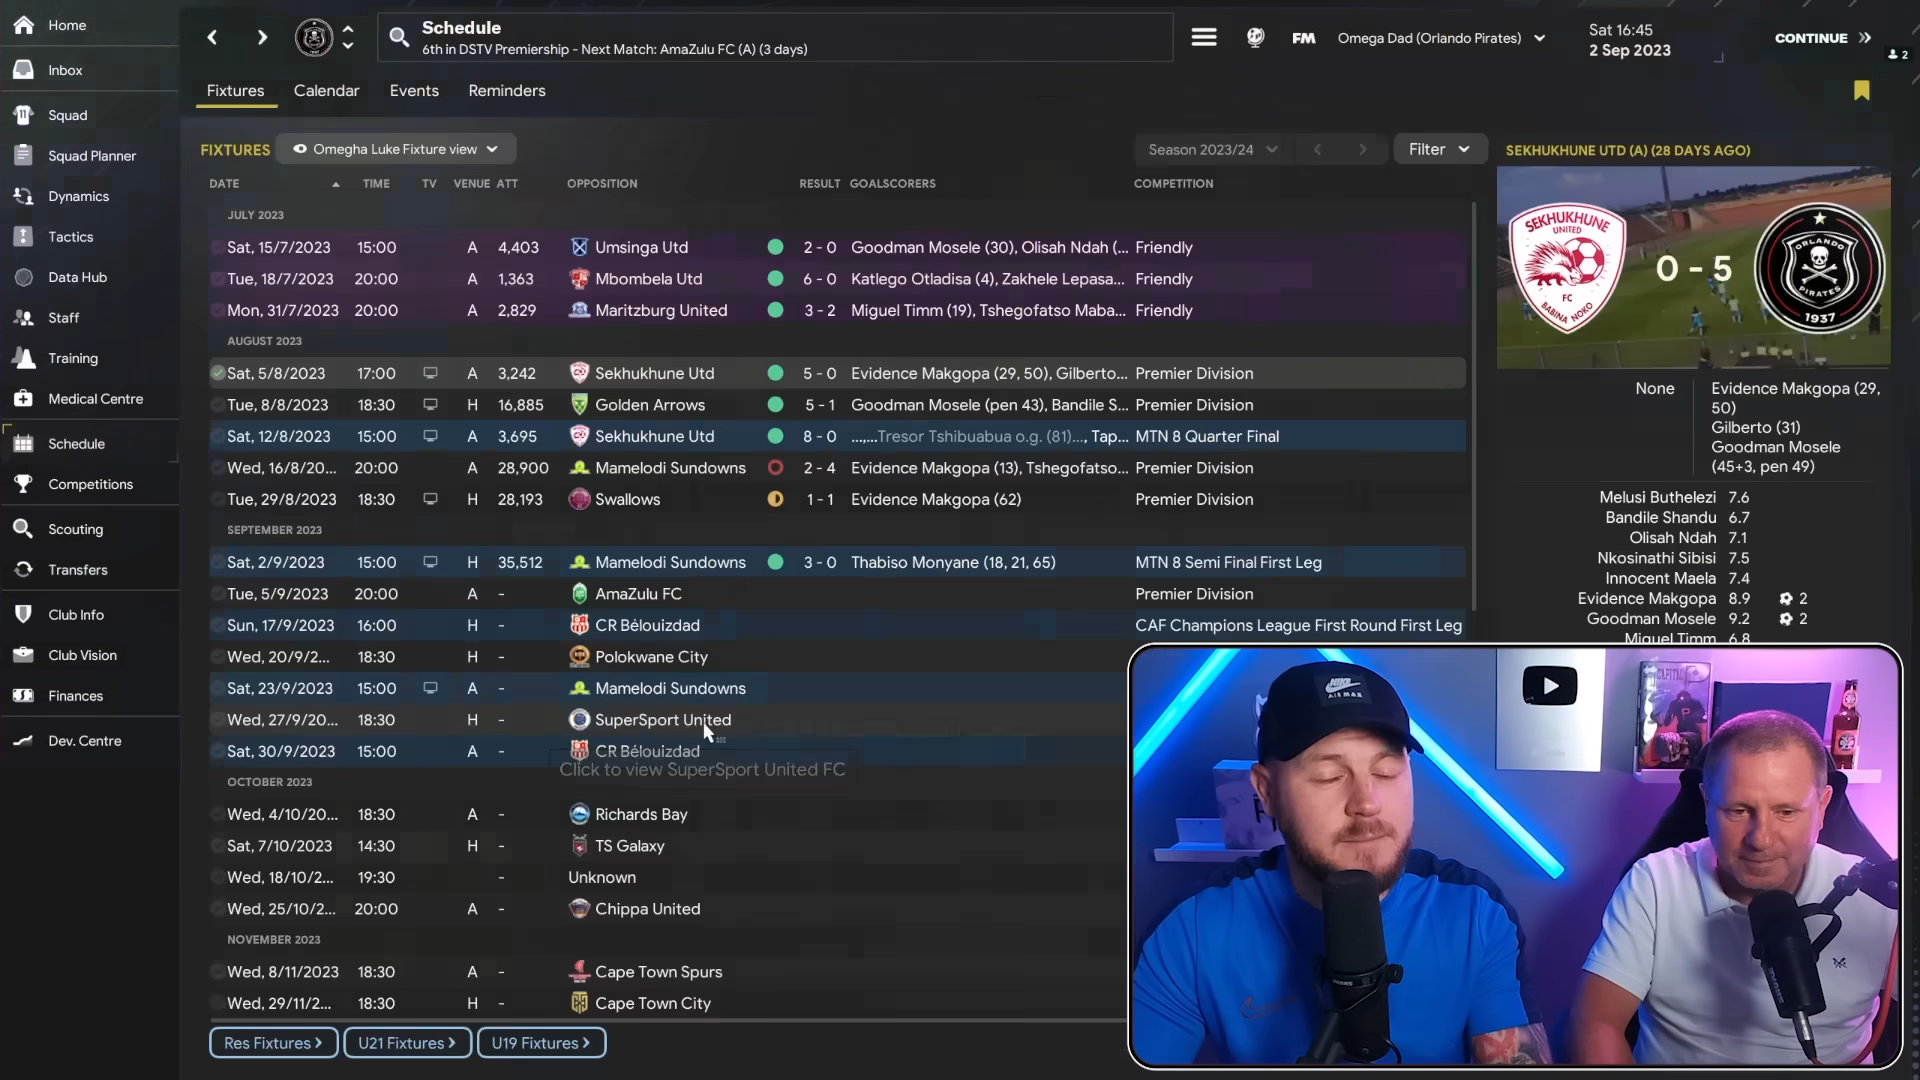 Home
Inbox
Squad
Squad Planner
Dynamics
Tactics
Data Hub
Staff
Training
Medical Centre
Schedule
Competitions
Scouting
Transfers
Club Info
Club Vision
Finances
Dev. Centre
Schedule
6th in DSTV Premiership - Next Match: AmaZulu FC (A) (3 days)
FM
Omega Dad (Orlando Pirates)
Sat 16:45
2 Sep 2023
CONTINUE
2
Fixtures Calendar Events Reminders
FIXTURES Omegha Luke Fixture view Season 2023/24 Filter
DATE TIME TV VENUE ATT OPPOSITION RESULT GOALSCORERS COMPETITION
JULY 2023
Sat, 15/7/2023 15:00 A 4,403 Umsinga Utd 2 - 0 Goodman Mosele (30), Olisah Ndah (... Friendly
Tue, 18/7/2023 20:00 A 1,363 Mbombela Utd 6 - 0 Katlego Otladisa (4), Zakhele Lepasa... Friendly
Mon, 31/7/2023 20:00 A 2,829 Maritzburg United 3 - 2 Miguel Timm (19), Tshegofatso Maba... Friendly
AUGUST 2023
Sat, 5/8/2023 17:00 A 3,242 Sekhukhune Utd 5 - 0 Evidence Makgopa (29, 50), Gilberto... Premier Division
Tue, 8/8/2023 18:30 H 16,885 Golden Arrows 5 - 1 Goodman Mosele (pen 43), Bandile S... Premier Division
Sat, 12/8/2023 15:00 A 3,695 Sekhukhune Utd 8 - 0 ...,...Tresor Tshibuabua o.g. (81)..., Tap... MTN 8 Quarter Final
Wed, 16/8/20... 20:00 A 28,900 Mamelodi Sundowns 2 - 4 Evidence Makgopa (13), Tshegofatso... Premier Division
Tue, 29/8/2023 18:30 H 28,193 Swallows 1 - 1 Evidence Makgopa (62) Premier Division
SEPTEMBER 2023
Sat, 2/9/2023 15:00 H 35,512 Mamelodi Sundowns 3 - 0 Thabiso Monyane (18, 21, 65) MTN 8 Semi Final First Leg
Tue, 5/9/2023 20:00 A - AmaZulu FC Premier Division
Sun, 17/9/2023 16:00 H - CR Bélouizdad CAF Champions League First Round First Leg
Wed, 20/9/2... 18:30 H - Polokwane City
Sat, 23/9/2023 15:00 A - Mamelodi Sundowns
Wed, 27/9/20... 18:30 H - SuperSport United
Sat, 30/9/2023 15:00 A - CR Bélouizdad
Click to view SuperSport United FC
OCTOBER 2023
Wed, 4/10/20... 18:30 A - Richards Bay
Sat, 7/10/2023 14:30 H - TS Galaxy
Wed, 18/10/2... 19:30 - Unknown
Wed, 25/10/2... 20:00 A - Chippa United
NOVEMBER 2023
Wed, 8/11/2023 18:30 A - Cape Town Spurs
Wed, 29/11/2... 18:30 H - Cape Town City
Res Fixtures U21 Fixtures U19 Fixtures
SEKHUKHUNE UTD (A) (28 DAYS AGO)
SEKHUKHUNE
UNITED
FC
BABINA NOKO
0 - 5
ORLANDO
PIRATES
1937
None
Evidence Makgopa (29,
50)
Gilberto (31)
Goodman Mosele
(45+3, pen 49)
Melusi Buthelezi 7.6
Bandile Shandu 6.7
Olisah Ndah 7.1
Nkosinathi Sibisi 7.5
Innocent Maela 7.4
Evidence Makgopa 8.9 2
Goodman Mosele 9.2 2
Miguel Timm 6.8
NIKE
AIR MAX